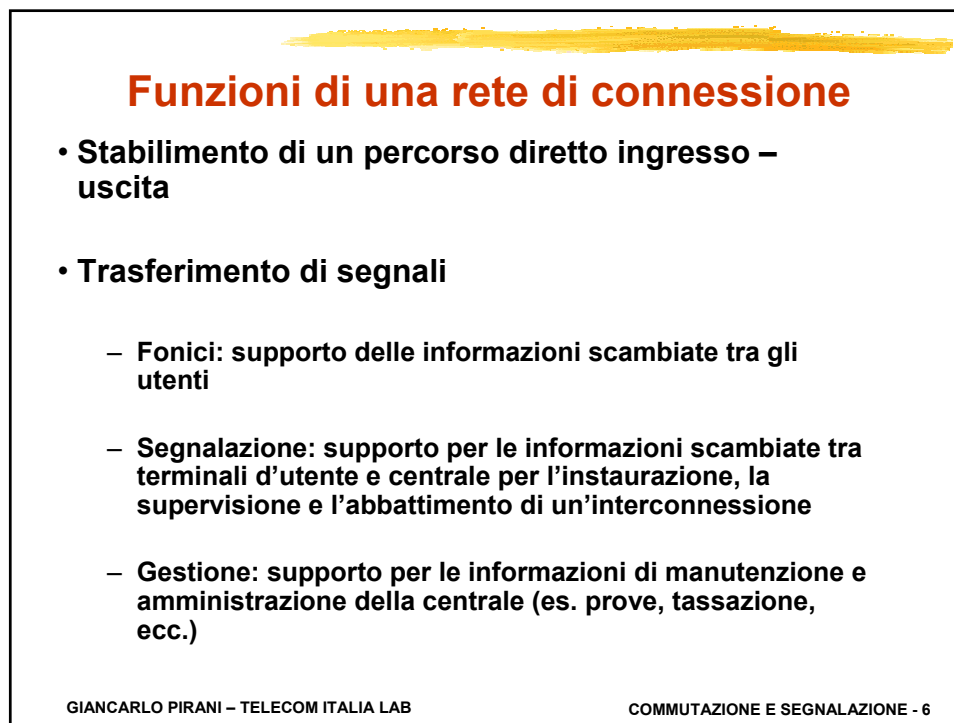 Funzioni di una rete di connessione
• Stabilimento di un percorso diretto ingresso –
uscita
• Trasferimento di segnali
– Fonici: supporto delle informazioni scambiate tra gli
utenti
– Segnalazione: supporto per le informazioni scambiate tra
terminali d'utente e centrale per l'instaurazione, la
supervisione e l'abbattimento di un'interconnessione
– Gestione: supporto per le informazioni di manutenzione e
amministrazione della centrale (es. prove, tassazione,
ecc.)
GIANCARLO PIRANI – TELECOM ITALIA LAB
COMMUTAZIONE E SEGNALAZIONE - 6